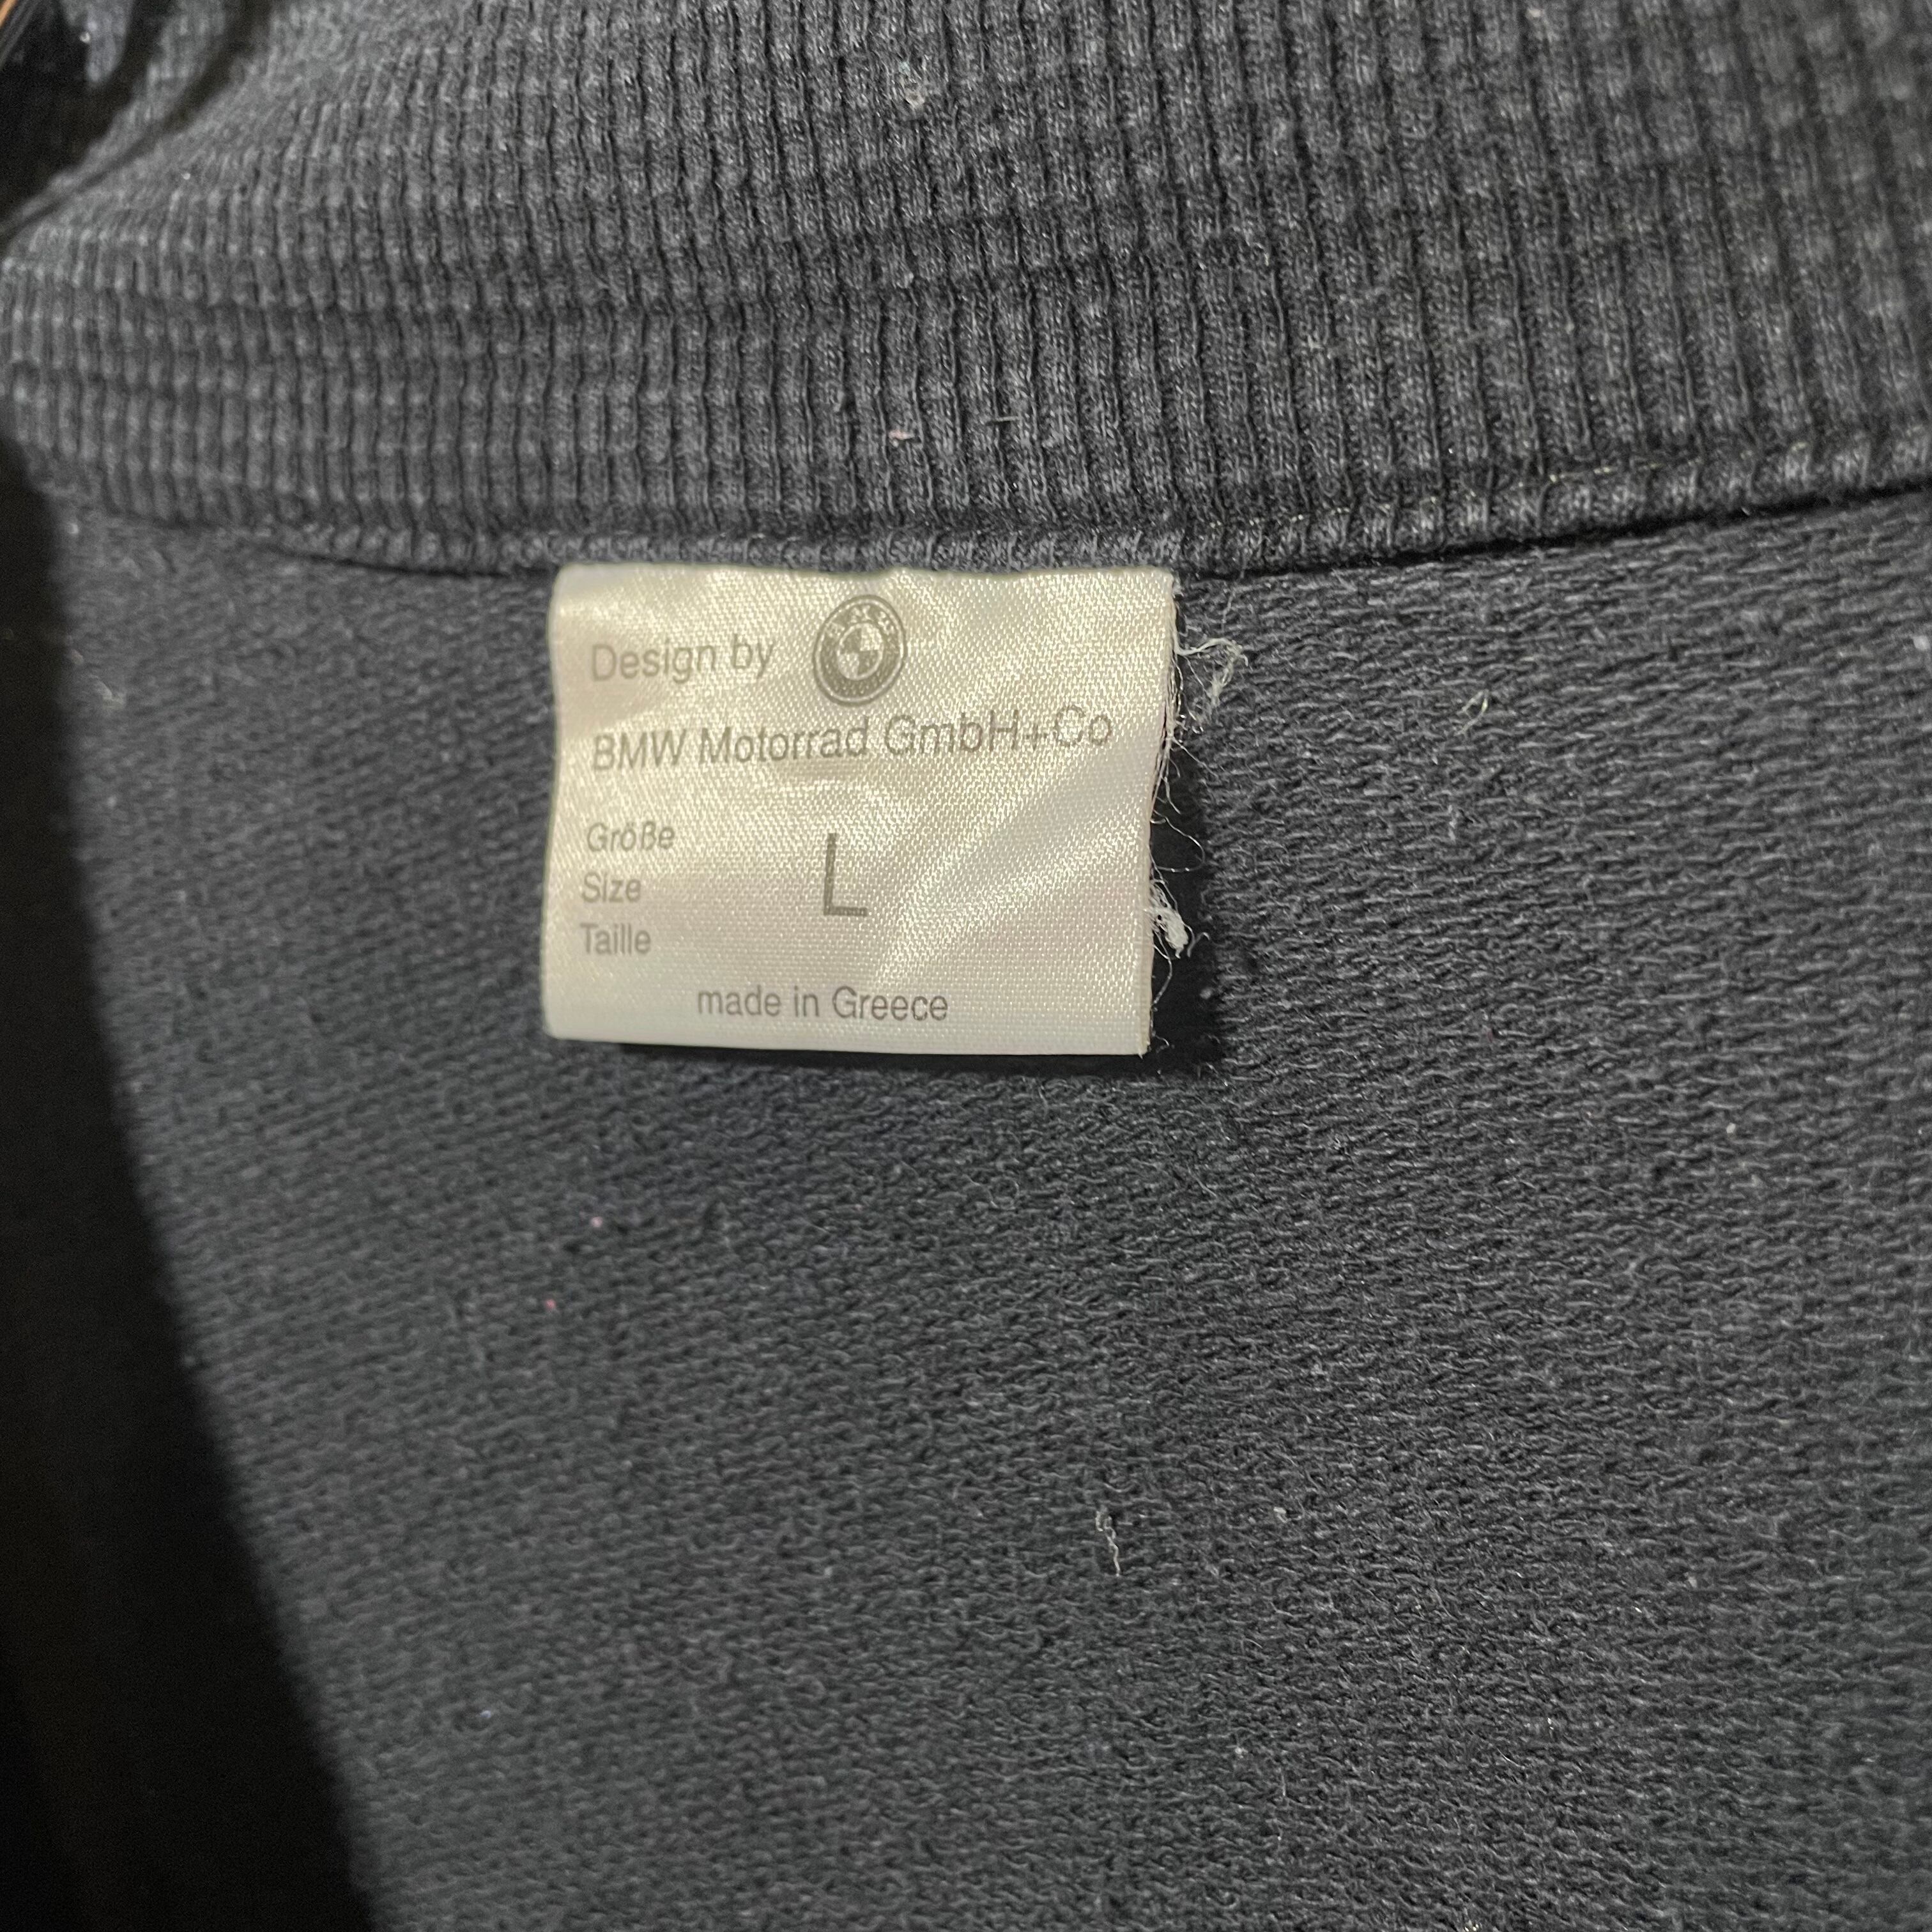 Design by
BMW Motorrad GmbH+Co
Größe
Size L
Taille
made in Greece